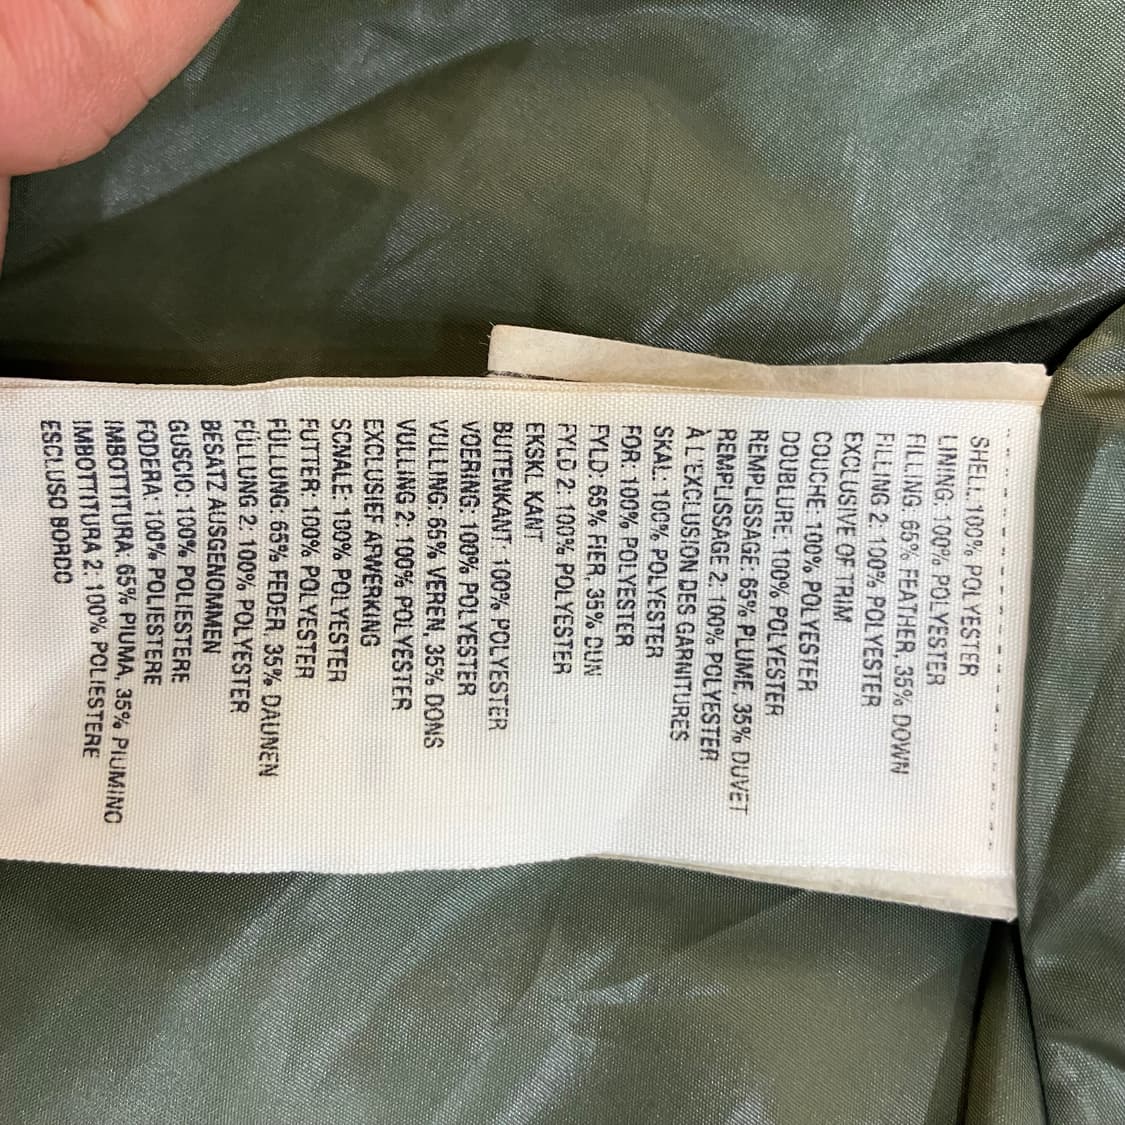 SHELL: 100% POLYESTER
LINING: 100% POLYESTER
FILLING: 65% FEATHER, 35% DOWN
FILLING 2: 100% POLYESTER
EXCLUSIVE OF TRIM
COUCHE: 100% POLYESTER
DOUBLURE: 100% POLYESTER
REMPLISSAGE: 65% PLUME, 35% DUVET
REMPLISSAGE 2: 100% POLYESTER
À L'EXCLUSION DES GARNITURES
SKAL: 100% POLYESTER
FOR: 100% POLYESTER
FYLD: 65% FJER, 35% DUN
FYLD 2: 100% POLYESTER
EKSKL KANT
BUITENKANT: 100% POLYESTER
VOERING: 100% POLYESTER
VULLING: 65% VEREN, 35% DONS
VULLING 2: 100% POLYESTER
EXCLUSIEF AFWERKING
SCHALE: 100% POLYESTER
FUTTER: 100% POLYESTER
FÜLLUNG: 65% FEDER, 35% DAUNEN
FÜLLUNG 2: 100% POLYESTER
BESATZ AUSGENOMMEN
GUSCIO: 100% POLIESTERE
FODERA: 100% POLIESTERE
IMBOTTITURA 65% PIUMA, 35% PIUMINO
IMBOTTITURA 2: 100% POLIESTERE
ESCLUSO BORDO